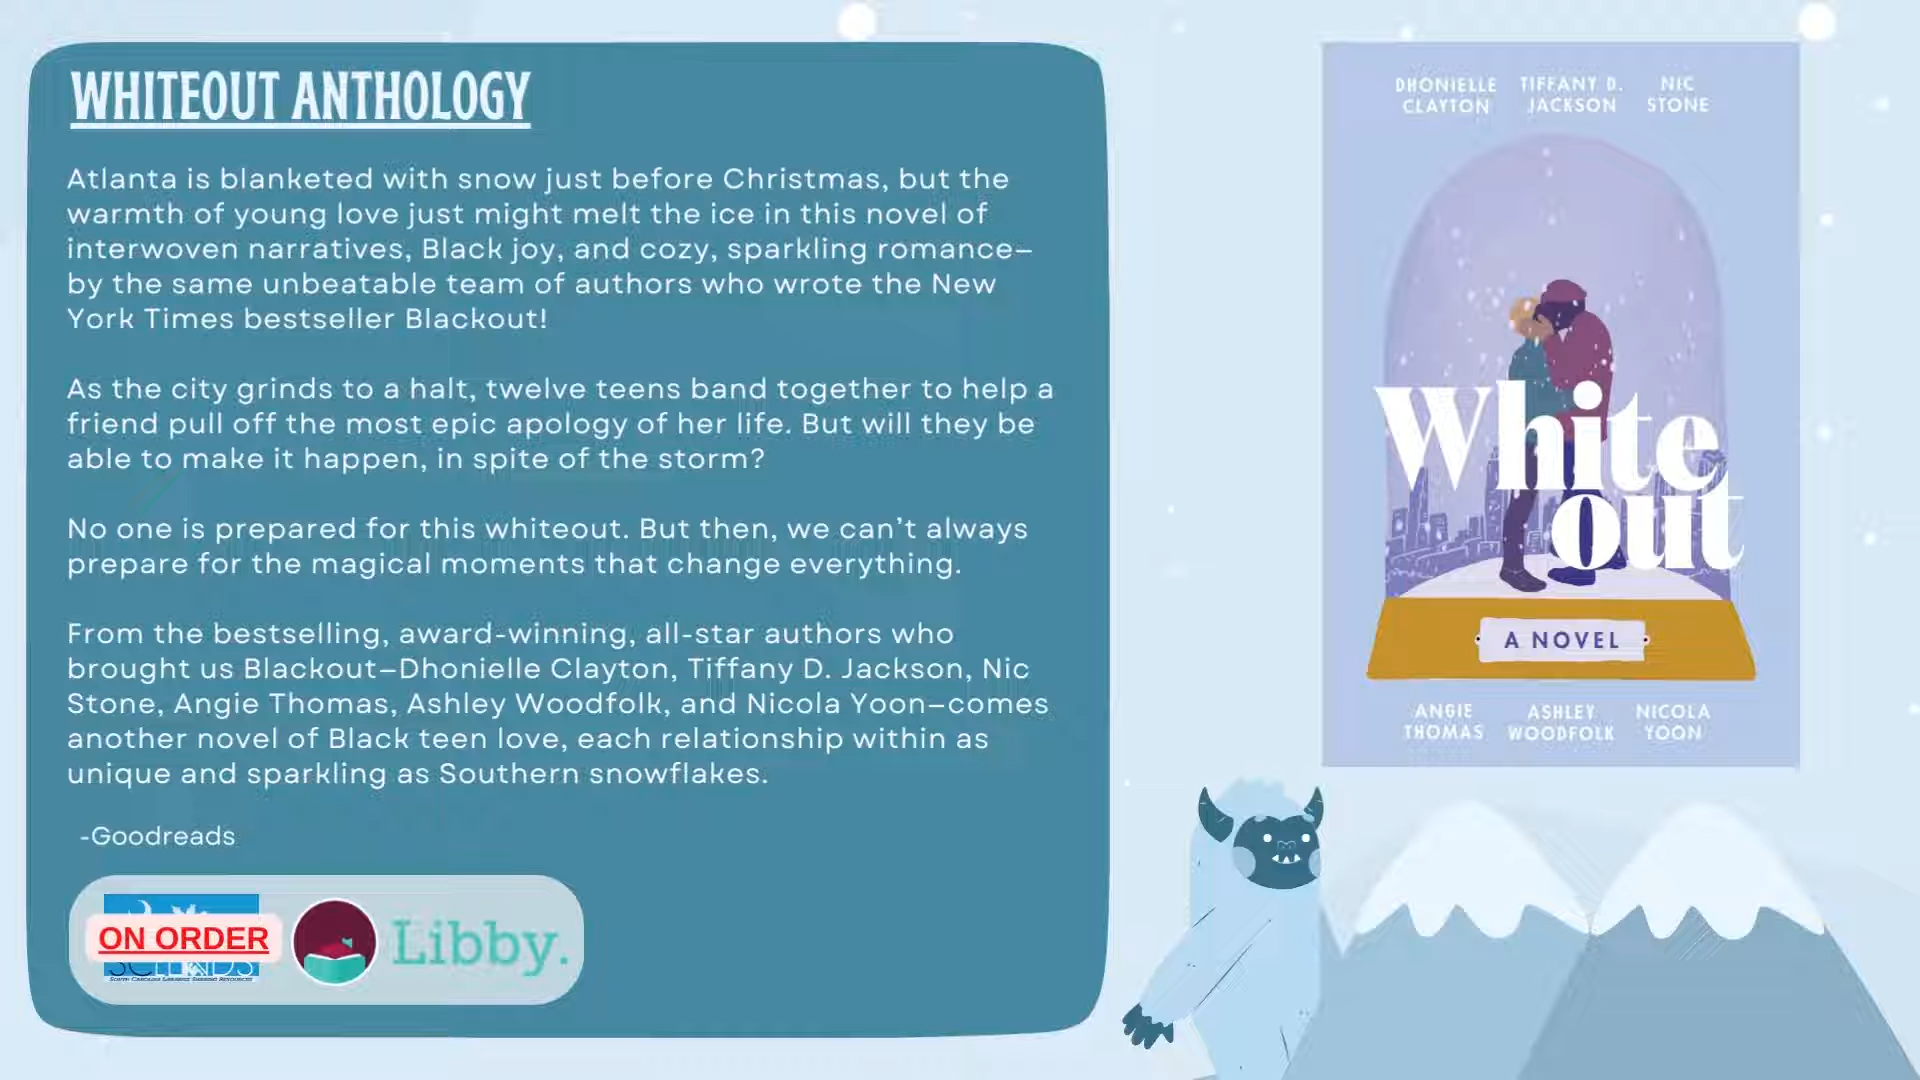 WHITEOUT ANTHOLOGY
Atlanta is blanketed with snow just before Christmas, but the
warmth of young love just might melt the ice in this novel of
interwoven narratives, Black joy, and cozy, sparkling romance—
by the same unbeatable team of authors who wrote the New
York Times bestseller Blackout!
As the city grinds to a halt, twelve teens band together to help a
friend pull off the most epic apology of her life. But will they be
able to make it happen, in spite of the storm?
No one is prepared for this whiteout. But then, we can’t always
prepare for the magical moments that change everything.
From the bestselling, award-winning, all-star authors who
brought us Blackout—Dhonielle Clayton, Tiffany D. Jackson, Nic
Stone, Angie Thomas, Ashley Woodfolk, and Nicola Yoon—comes
another novel of Black teen love, each relationship within as
unique and sparkling as Southern snowflakes.
-Goodreads
ON ORDER
South Carolina Library Sharing Resources
Libby.
DHONIELLE CLAYTON
TIFFANY D. JACKSON
NIC STONE
White
out
A NOVEL
ANGIE THOMAS
ASHLEY WOODFOLK
NICOLA YOON